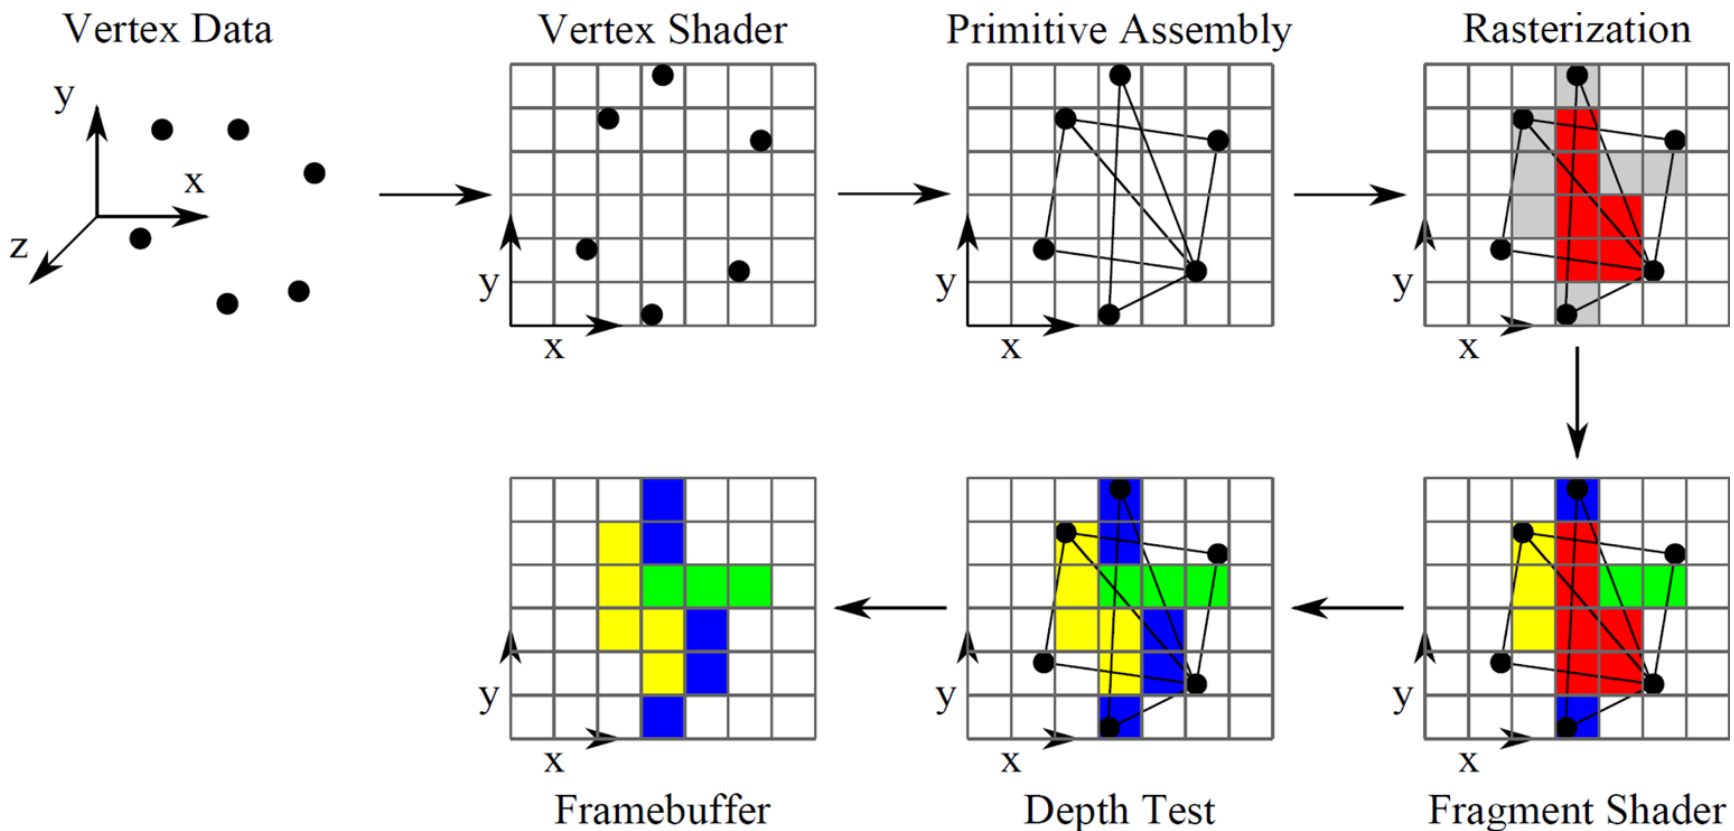 Vertex Data
Vertex Shader
Primitive Assembly
Rasterization
y
x
z
y
x
y
x
y
x
y
x
y
x
y
x
Framebuffer
Depth Test
Fragment Shader